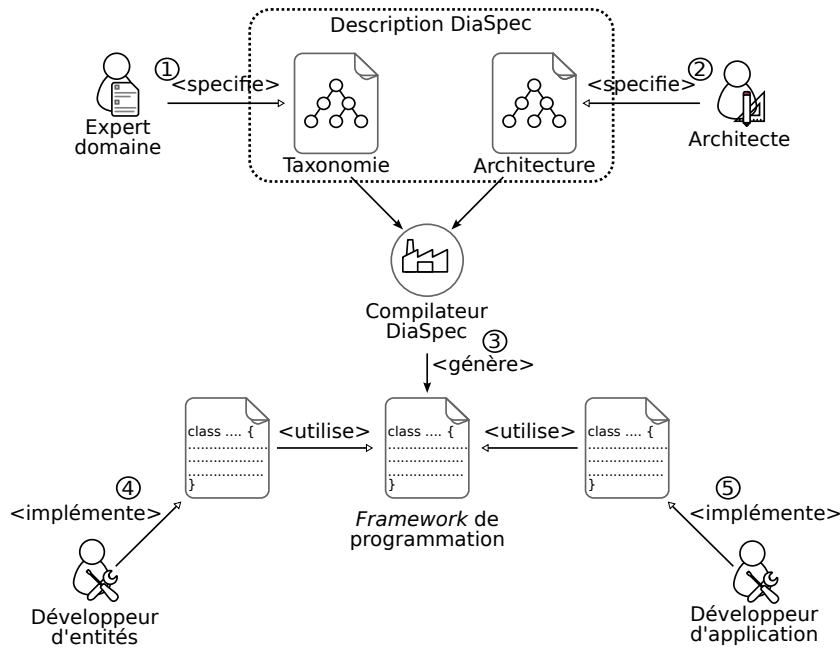 Description DiaSpec
①
<specifie>
<specifie>
②
Expert
domaine
Taxonomie
Architecture
Architecte
Compilateur
DiaSpec
③
<génère>
class .... {
......................
......................
......................
}
<utilise>
class .... {
......................
......................
......................
}
<utilise>
class .... {
......................
......................
......................
}
④
<implémente>
Framework de
programmation
⑤
<implémente>
Développeur
d'entités
Développeur
d'application